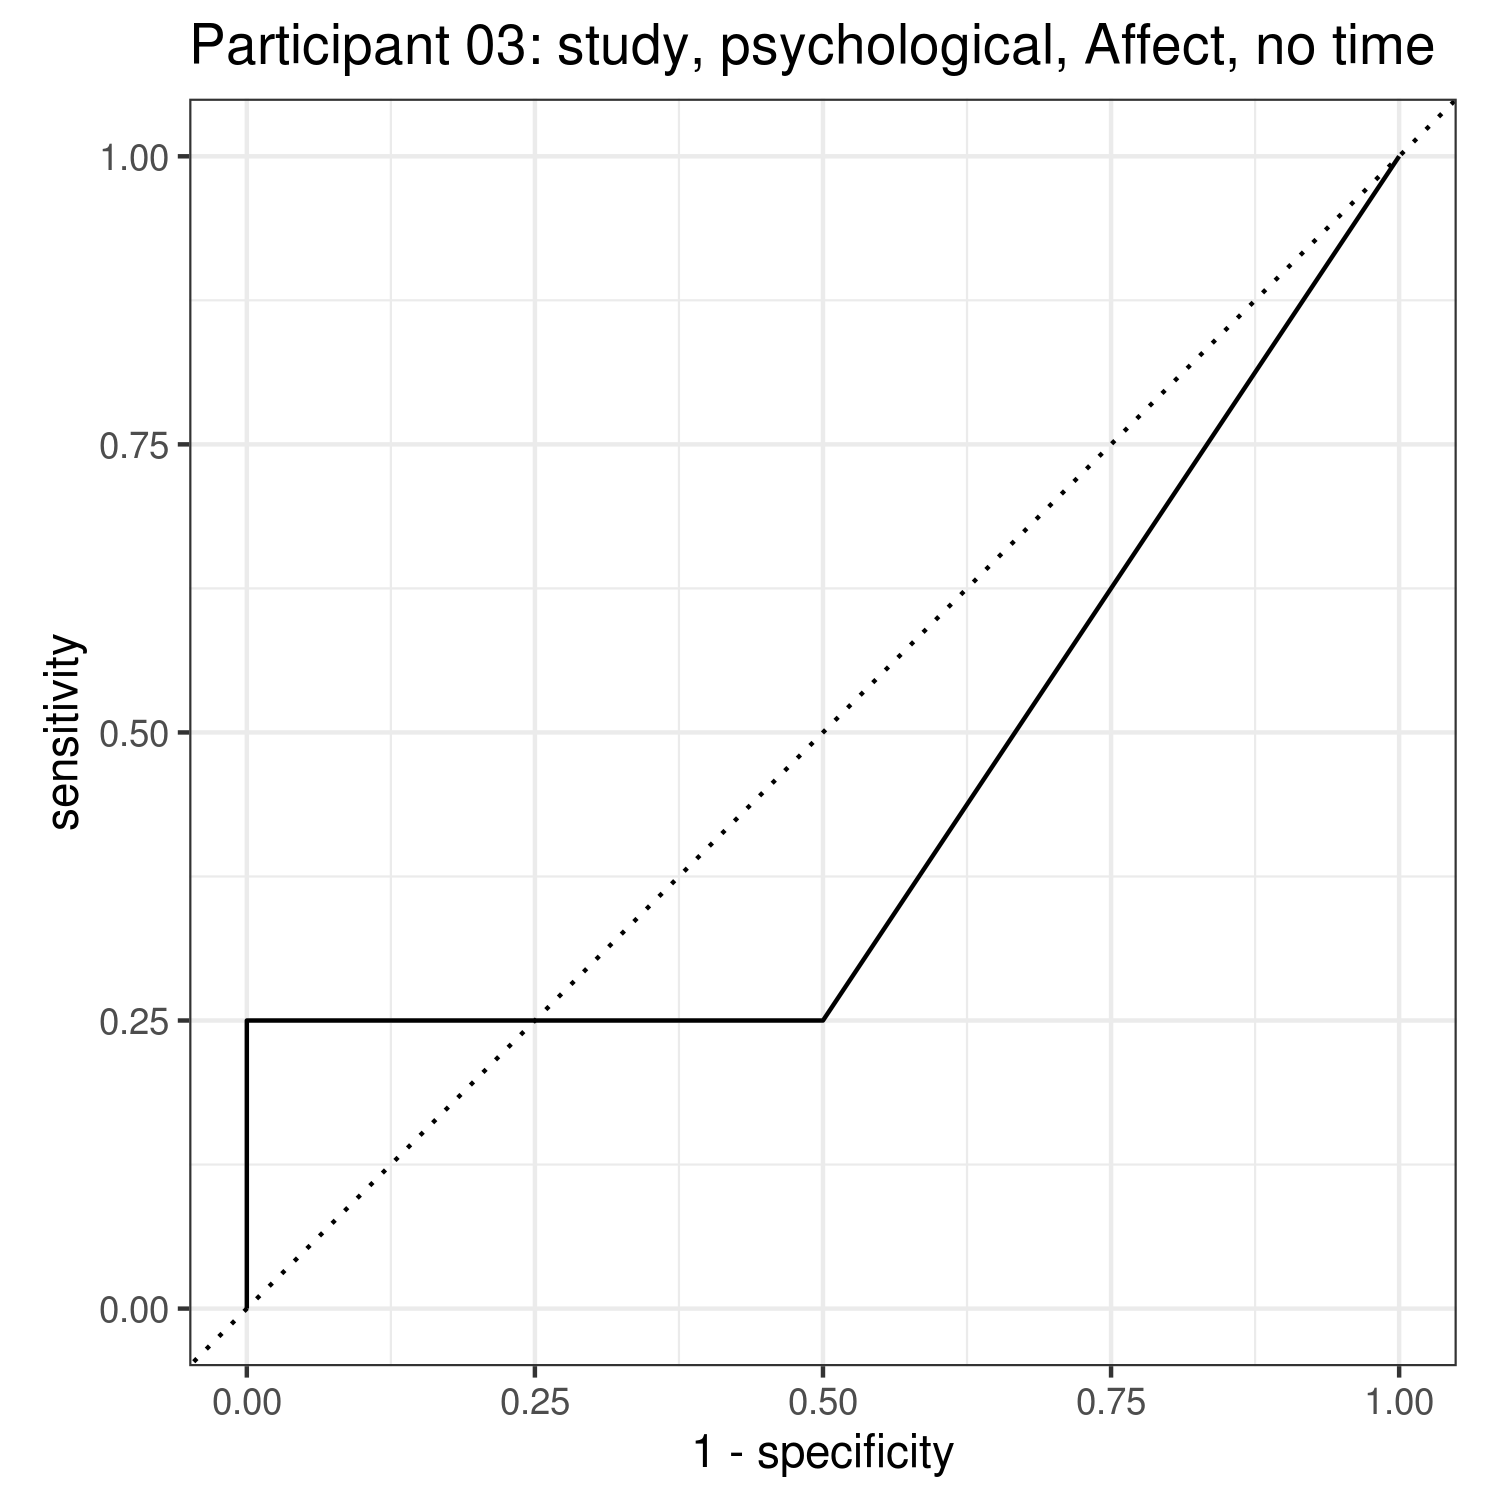 Participant 03: study, psychological, Affect, no time
1.00
0.75
0.50
0.25
0.00
sensitivity
0.00 0.25 0.50 0.75 1.00
1 - specificity